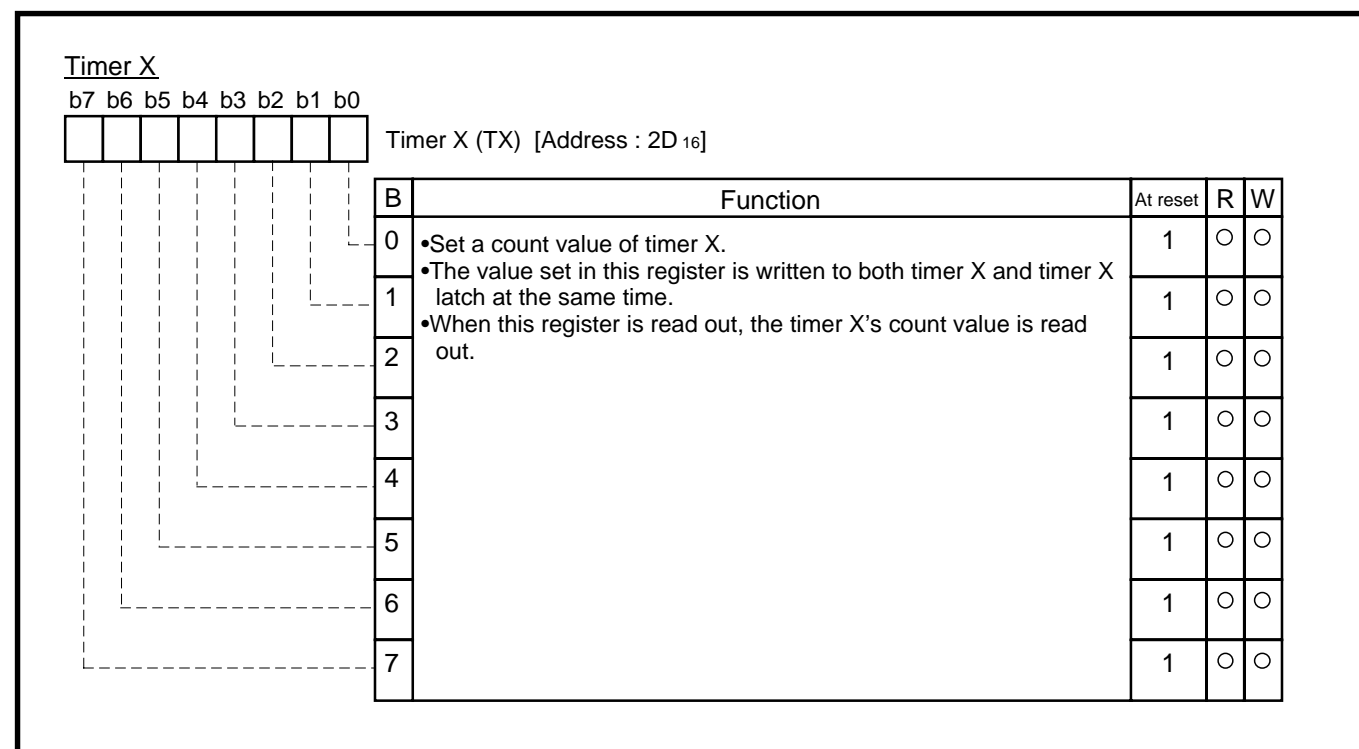 Timer X
b7 b6 b5 b4 b3 b2 b1 b0
Timer X (TX) [Address : 2D 16]
B Function At reset R W
0 •Set a count value of timer X. 1 ○ ○
•The value set in this register is written to both timer X and timer X
1 latch at the same time. 1 ○ ○
•When this register is read out, the timer X’s count value is read
2 out. 1 ○ ○
3 1 ○ ○
4 1 ○ ○
5 1 ○ ○
6 1 ○ ○
7 1 ○ ○